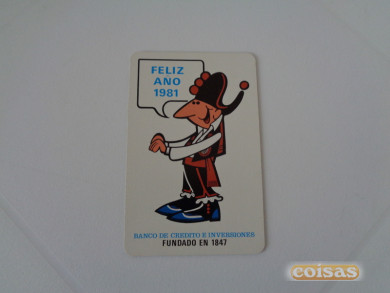 FELIZ
AÑO
1981
BANCO DE CREDITO E INVERSIONES
FUNDADO EN 1847
coisas